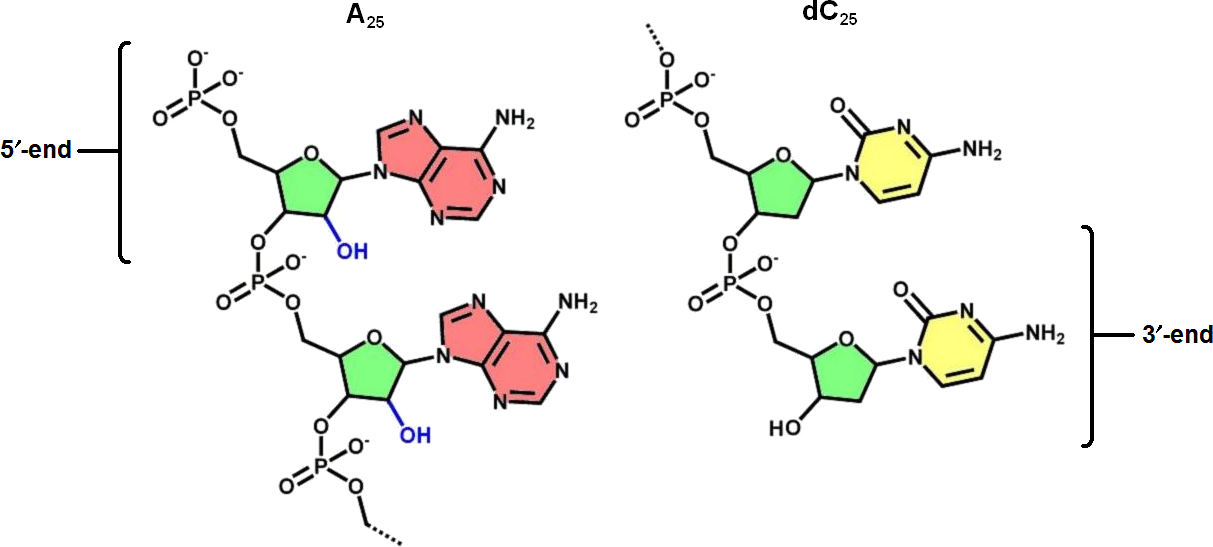 A25 dC25
O-
O-
P
O O
5′-end
N NH2
O
N N
N
O OH
O-
P
O O
N NH2
O
N N
N
O OH
O-
P
O O
O
O-
P
O O
O N
NH2
O
N
O
O-
P
O O
O N
NH2
O
N
HO
3′-end